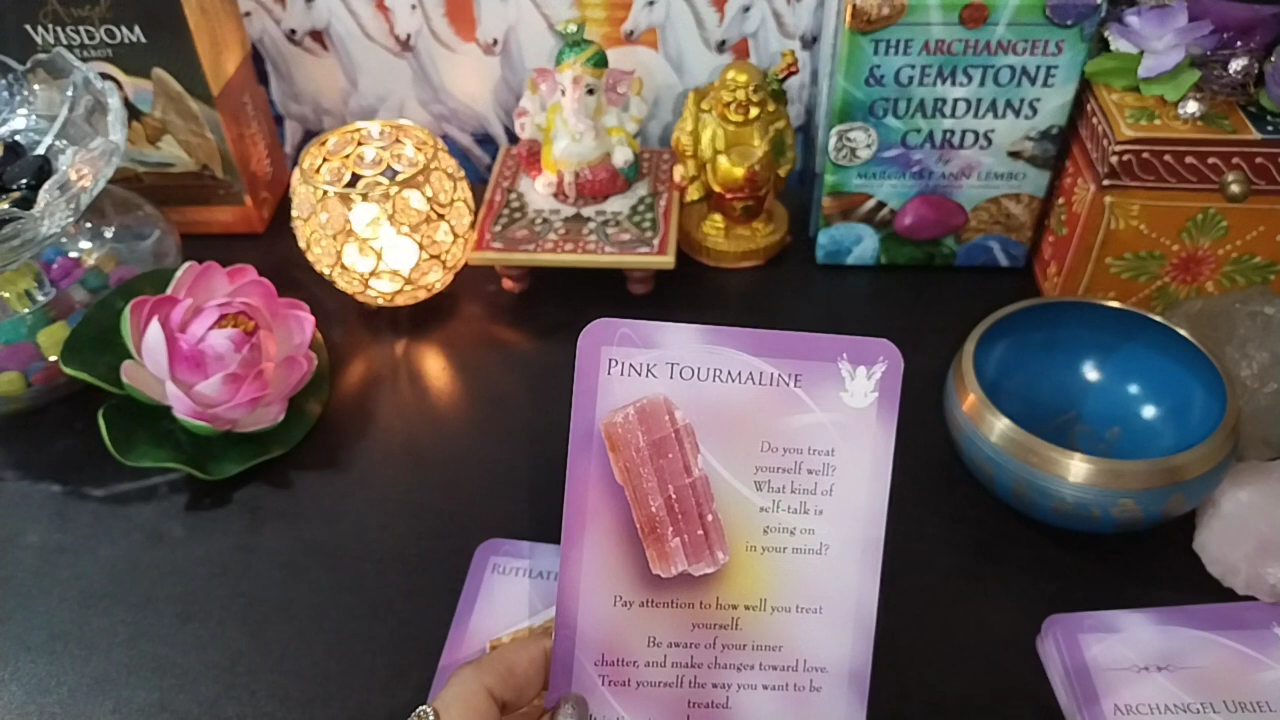 Angel
WISDOM
TAROT
THE ARCHANGELS
& GEMSTONE
GUARDIANS
CARDS
by
MARGARET ANN LEMBO
PINK TOURMALINE
Do you treat
yourself well?
What kind of
self-talk is
going on
in your mind?
Pay attention to how well you treat
yourself.
Be aware of your inner
chatter, and make changes toward love.
Treat yourself the way you want to be
treated.
RUTILAT
ARCHANGEL URIEL